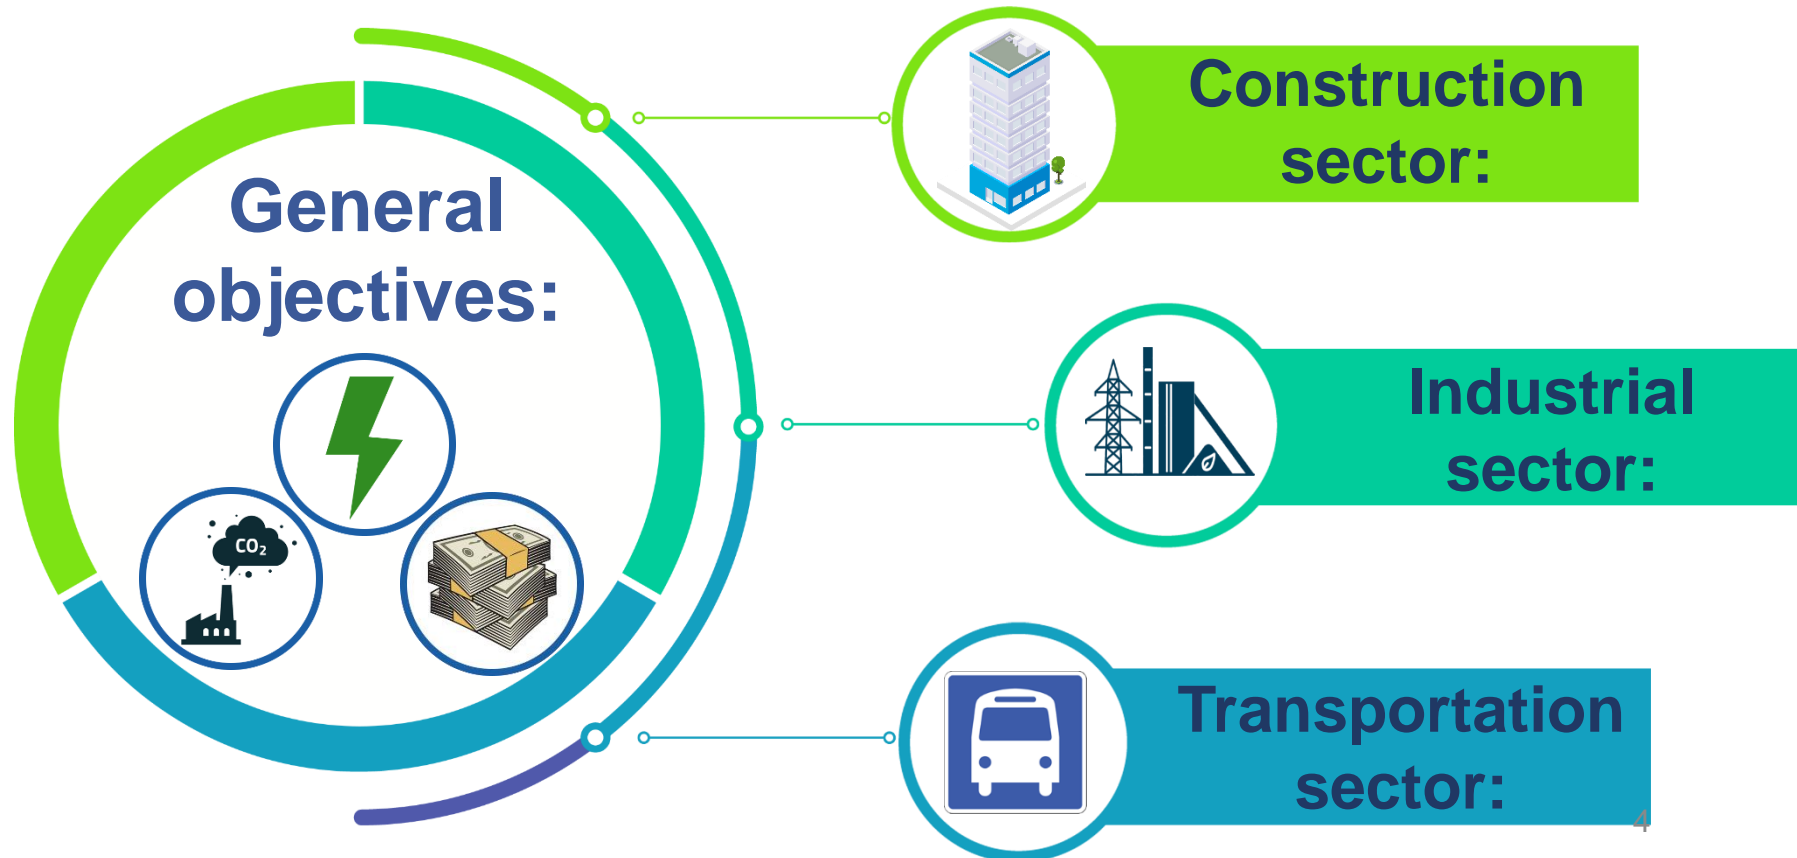 General
objectives:
CO₂
Construction
sector:
Industrial
sector:
Transportation
sector:
4